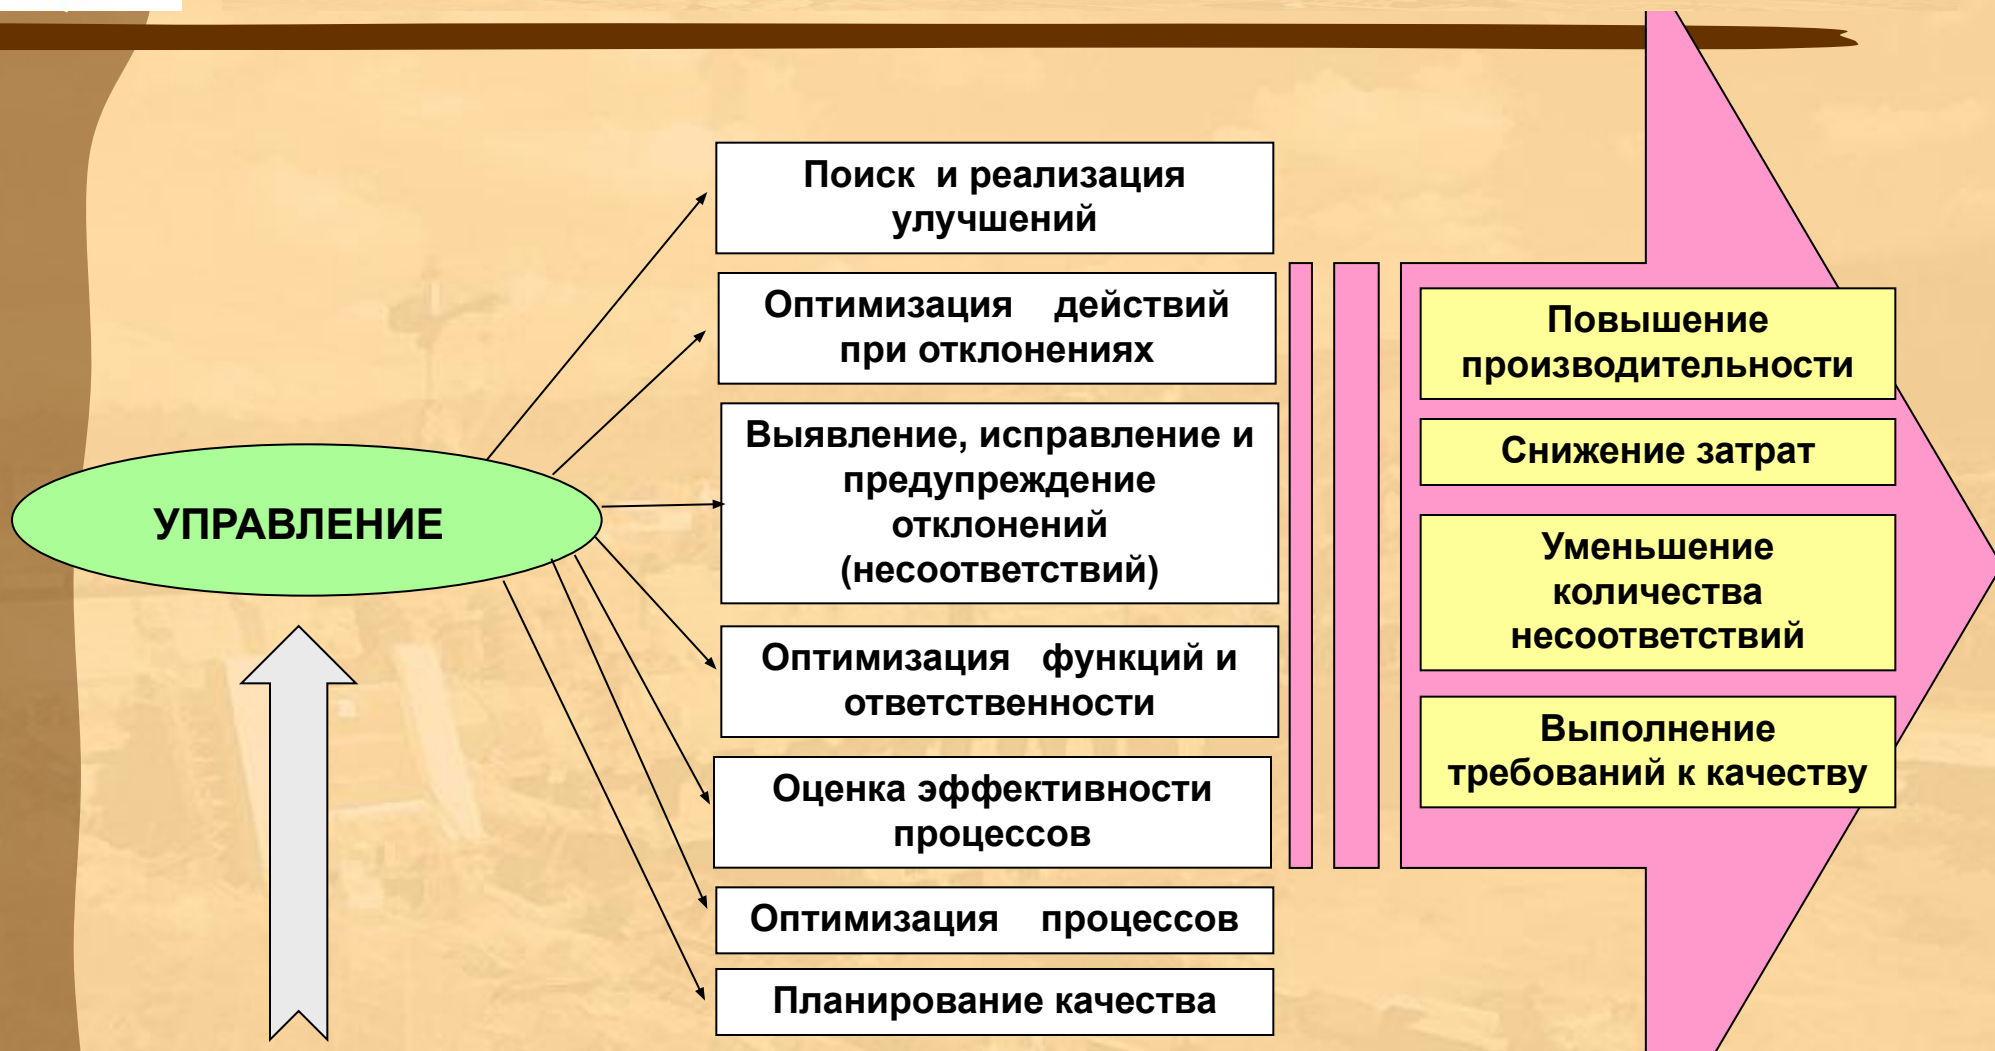 УПРАВЛЕНИЕ
Поиск и реализация
улучшений
Оптимизация действий
при отклонениях
Выявление, исправление и
предупреждение
отклонений
(несоответствий)
Оптимизация функций и
ответственности
Оценка эффективности
процессов
Оптимизация процессов
Планирование качества
Повышение
производительности
Снижение затрат
Уменьшение
количества
несоответствий
Выполнение
требований к качеству